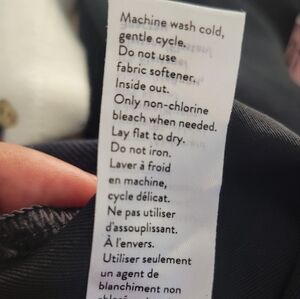 Machine wash cold,
gentle cycle.
Do not use
fabric softener.
Inside out.
Only non-chlorine
bleach when needed.
Lay flat to dry.
Do not iron.
Laver à froid
en machine,
cycle délicat.
Ne pas utiliser
d'assouplissant.
À l'envers.
Utiliser seulement
un agent de
blanchiment non